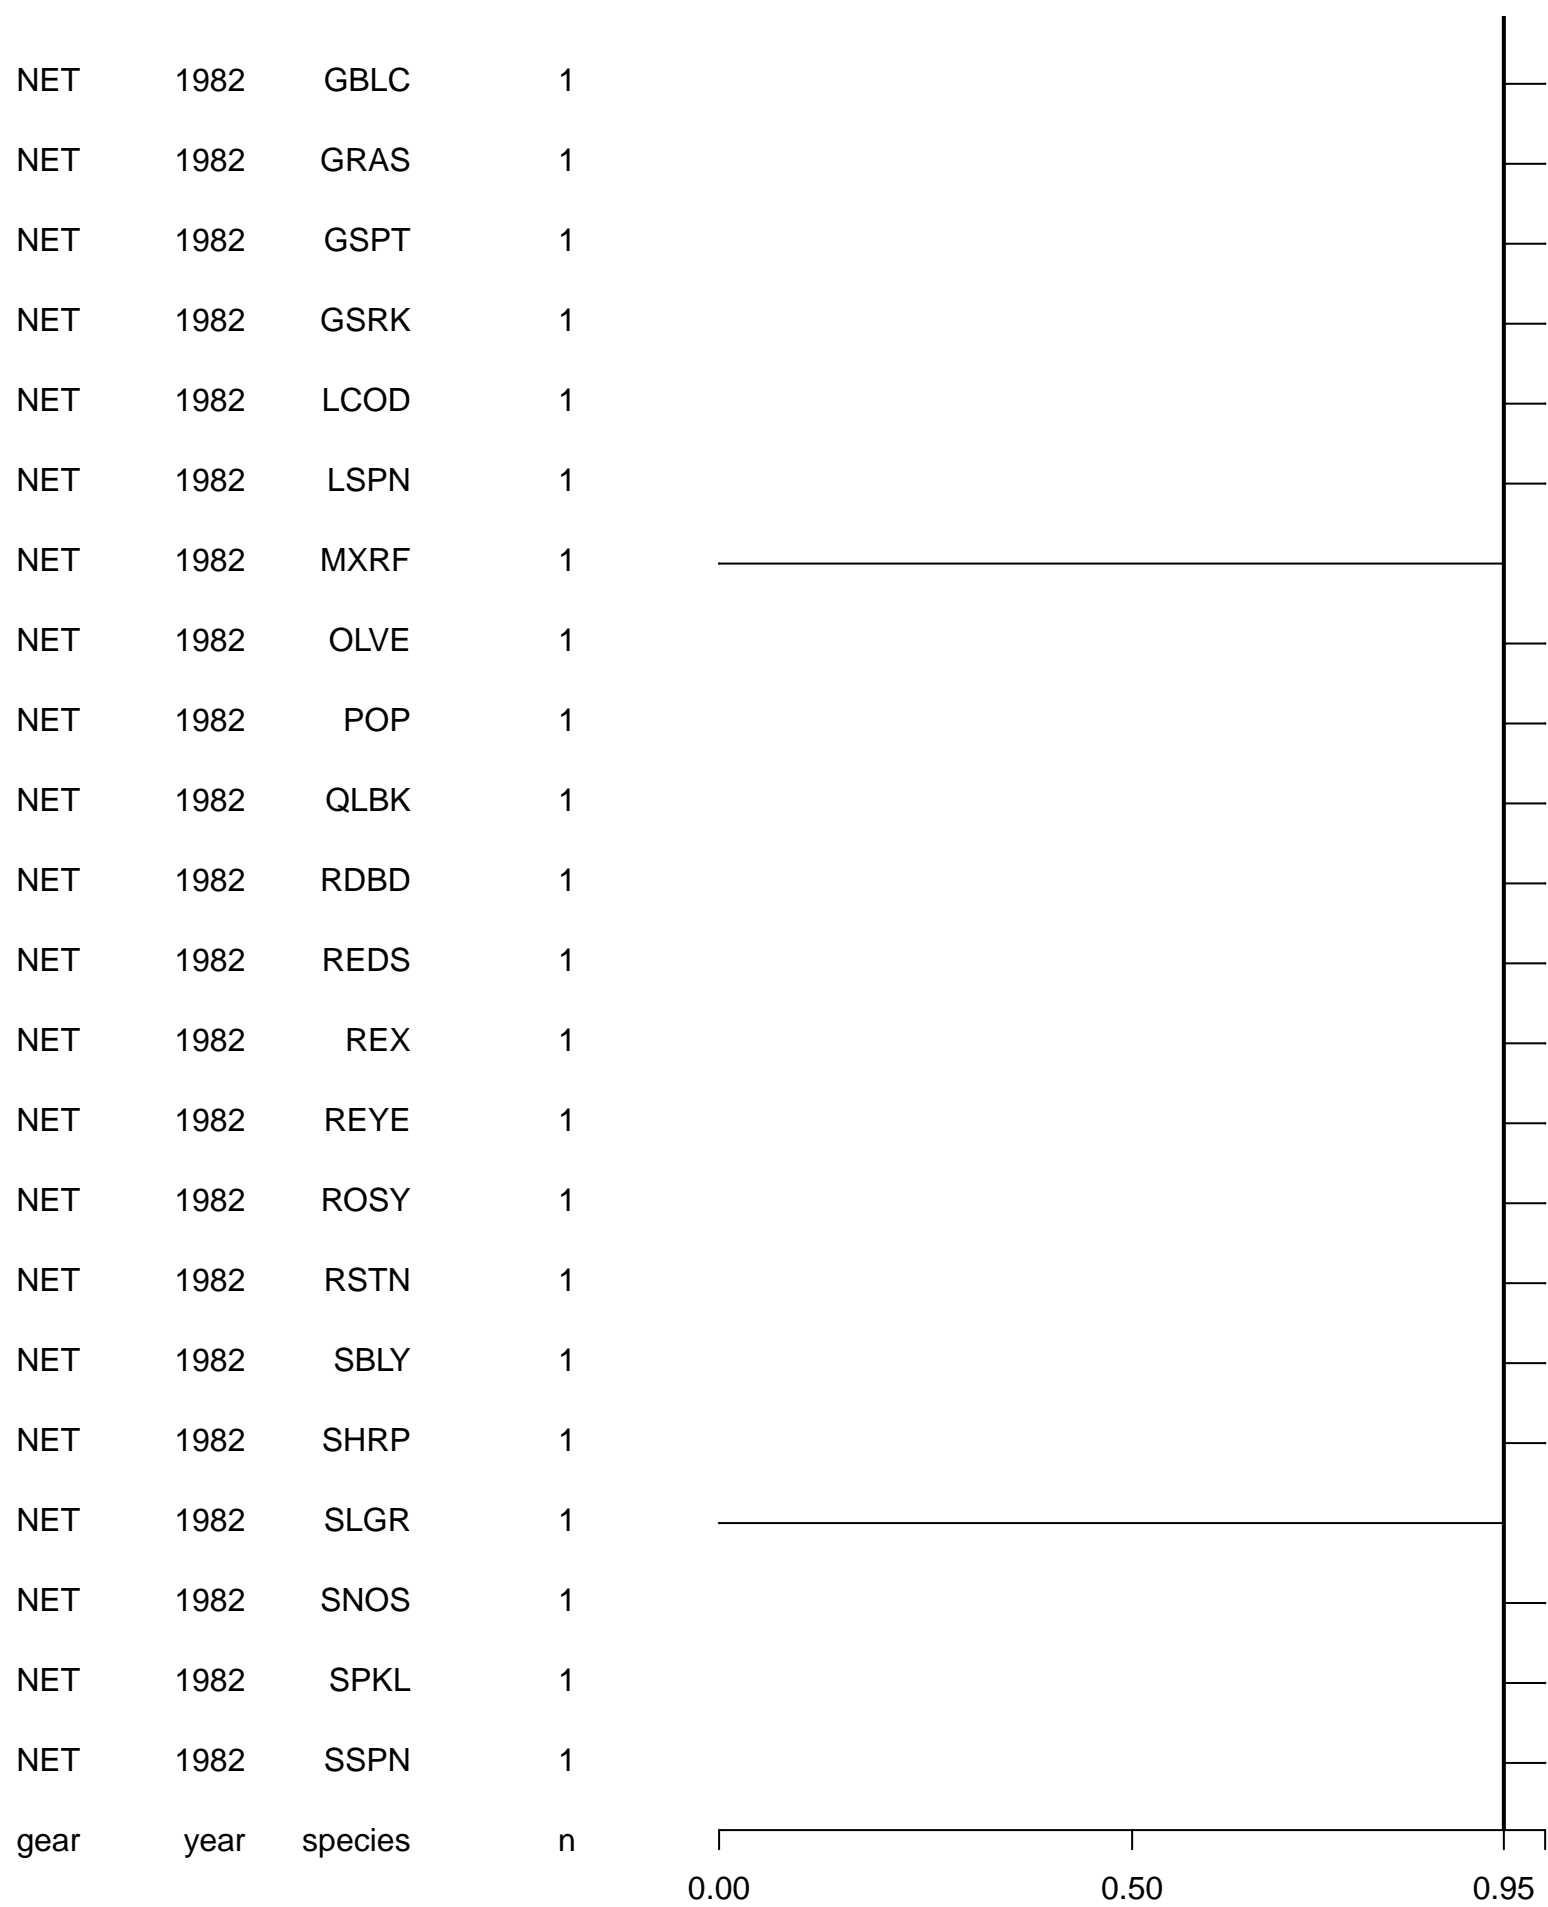 NET 1982 GBLC 1
NET 1982 GRAS 1
NET 1982 GSPT 1
NET 1982 GSRK 1
NET 1982 LCOD 1
NET 1982 LSPN 1
NET 1982 MXRF 1
NET 1982 OLVE 1
NET 1982 POP 1
NET 1982 QLBK 1
NET 1982 RDBD 1
NET 1982 REDS 1
NET 1982 REX 1
NET 1982 REYE 1
NET 1982 ROSY 1
NET 1982 RSTN 1
NET 1982 SBLY 1
NET 1982 SHRP 1
NET 1982 SLGR 1
NET 1982 SNOS 1
NET 1982 SPKL 1
NET 1982 SSPN 1
gear year species n
0.00 0.50 0.95